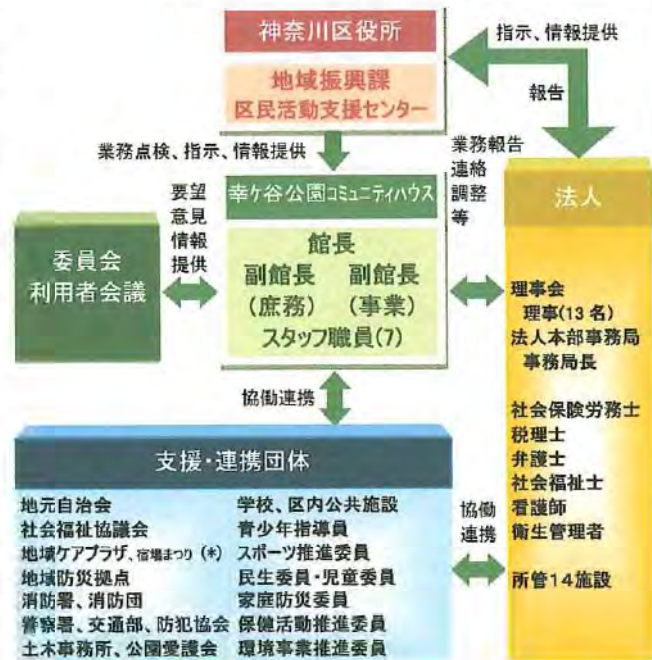 神奈川区役所
地域振興課
区民活動支援センター
指示、情報提供
報告
業務点検、指示、情報提供
業務報告
連絡
調整
等
要望
意見
情報
提供
委員会
利用者会議
幸ケ谷公園コミュニティハウス
館長
副館長 副館長
(庶務) (事業)
スタッフ職員(7)
法人
理事会
理事(13名)
法人本部事務局
事務局長
社会保険労務士
税理士
弁護士
社会福祉士
看護師
衛生管理者
所管14施設
協働連携
支援・連携団体
地元自治会
社会福祉協議会
地域ケアプラザ、宿場まつり(*)
地域防災拠点
消防署、消防団
警察署、交通部、防犯協会
土木事務所、公園愛護会
学校、区内公共施設
青少年指導員
スポーツ推進委員
民生委員・児童委員
家庭防災委員
保健活動推進委員
環境事業推進委員
協働
連携